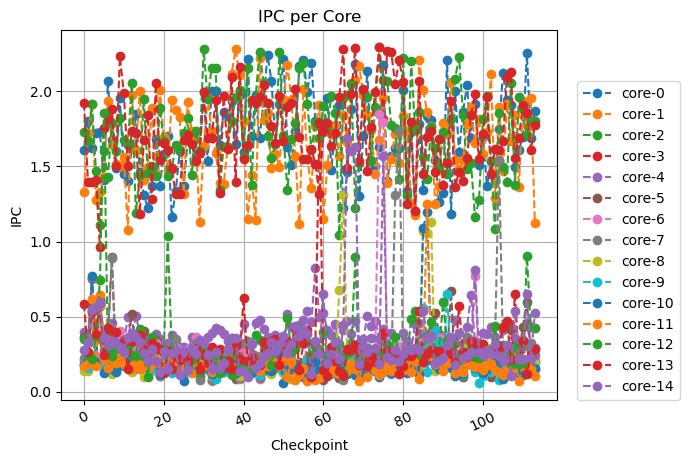 IPC per Core
IPC
2.0
1.5
1.0
0.5
0.0
0
20
40
60
80
100
Checkpoint
core-0
core-1
core-2
core-3
core-4
core-5
core-6
core-7
core-8
core-9
core-10
core-11
core-12
core-13
core-14